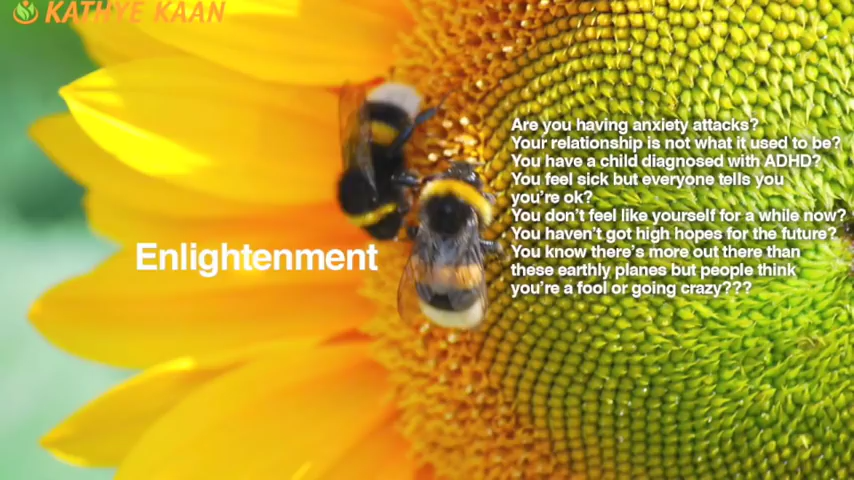 KATHYE KAAN
Enlightenment
Are you having anxiety attacks?
Your relationship is not what it used to be?
You have a child diagnosed with ADHD?
You feel sick but everyone tells you
you're ok?
You don't feel like yourself for a while now?
You haven't got high hopes for the future?
You know there's more out there than
these earthly planes but people think
you're a fool or going crazy???